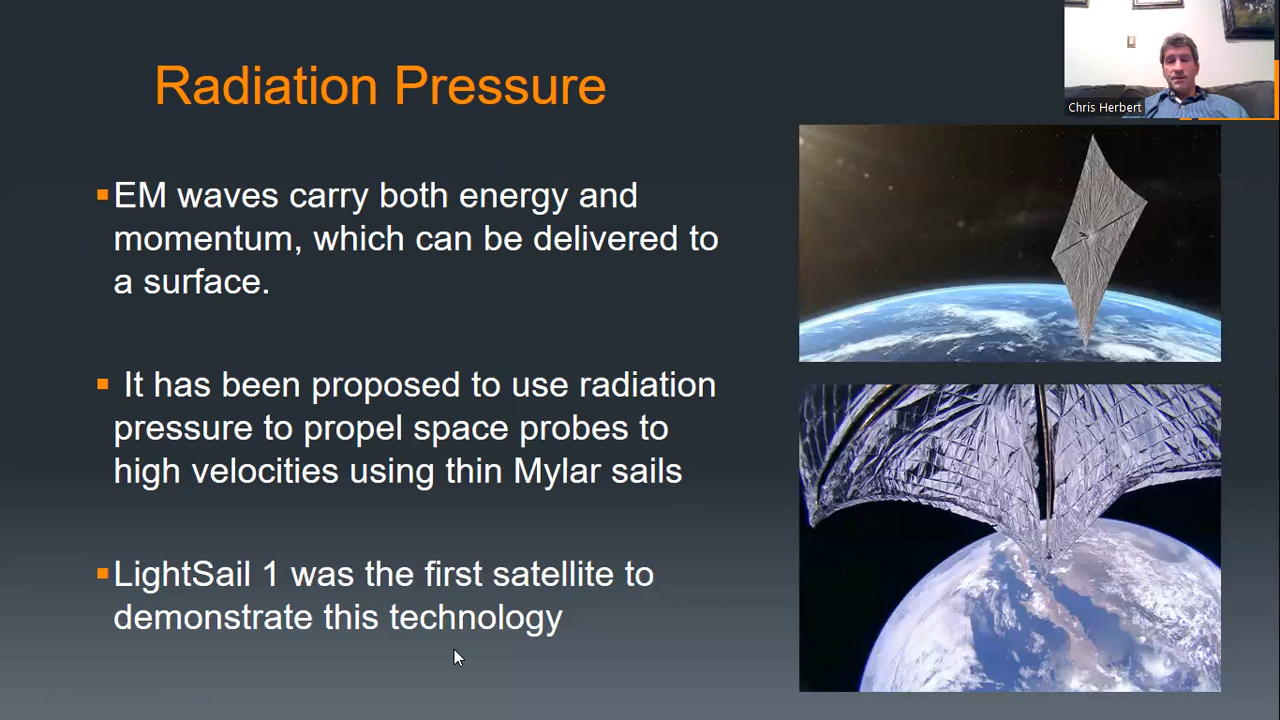 Radiation Pressure
Chris Herbert
EM waves carry both energy and
momentum, which can be delivered to
a surface.
It has been proposed to use radiation
pressure to propel space probes to
high velocities using thin Mylar sails
LightSail 1 was the first satellite to
demonstrate this technology